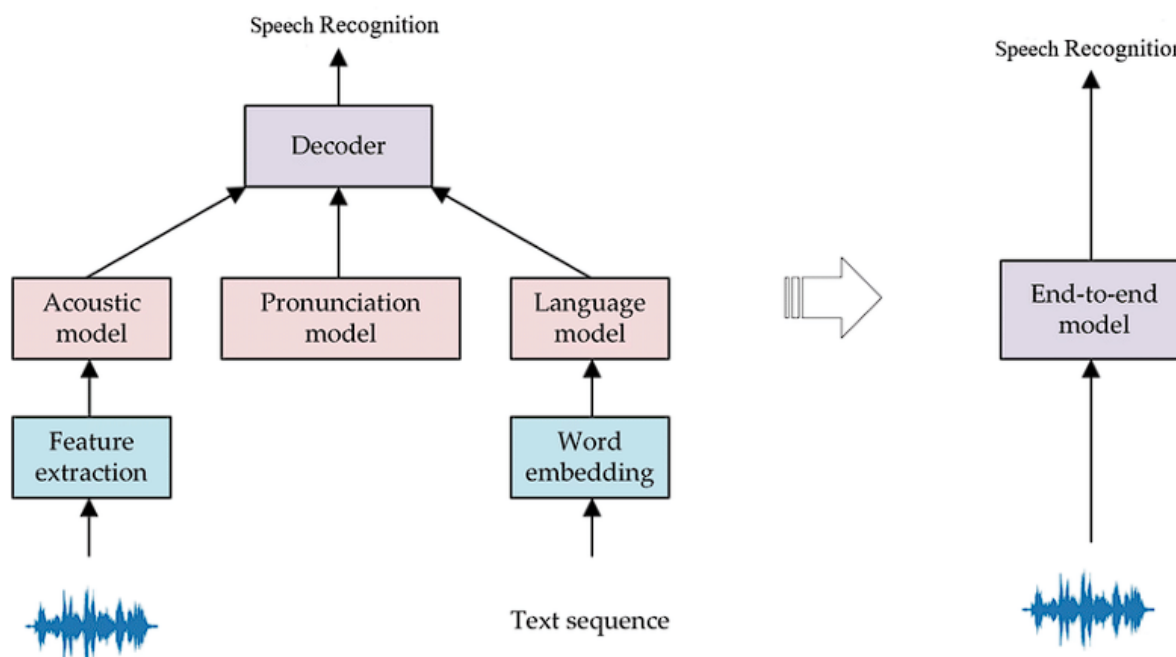 Speech Recognition
Speech Recognition
Decoder
Acoustic
model
Pronunciation
model
Language
model
End-to-end
model
Feature
extraction
Word
embedding
Text sequence